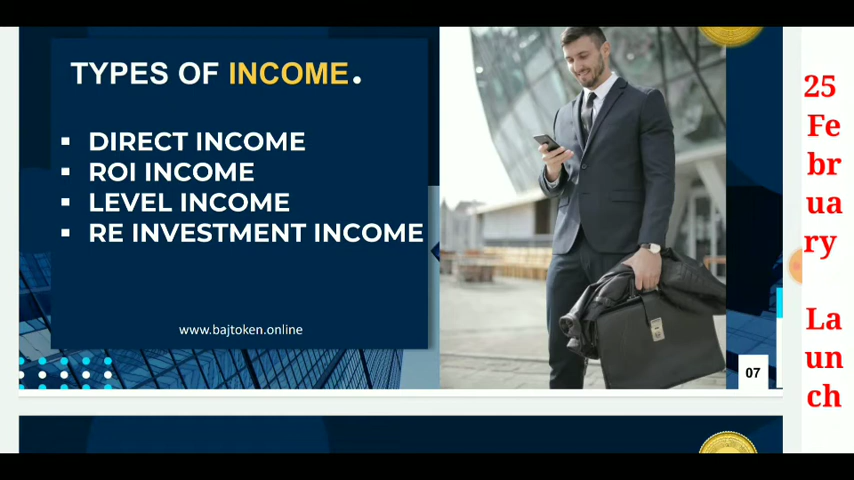 TYPES OF INCOME.
▪ DIRECT INCOME
▪ ROI INCOME
▪ LEVEL INCOME
▪ RE INVESTMENT INCOME
www.bajtoken.online
07
25
Fe
br
ua
ry
La
un
ch